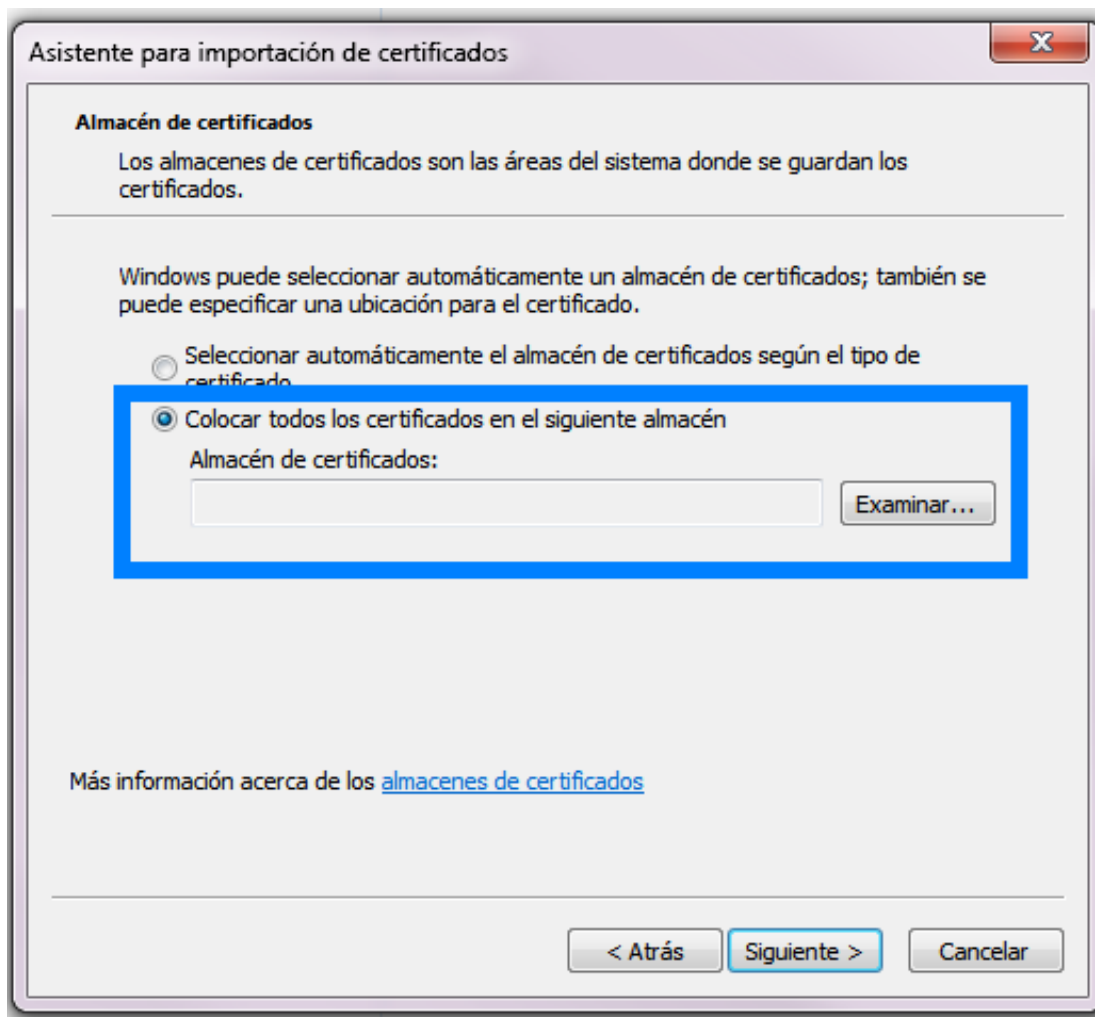 Asistente para importación de certificados
Almacén de certificados
Los almacenes de certificados son las áreas del sistema donde se guardan los
certificados.
Windows puede seleccionar automáticamente un almacén de certificados; también se
puede especificar una ubicación para el certificado.
Seleccionar automáticamente el almacén de certificados según el tipo de
certificado
Colocar todos los certificados en el siguiente almacén
Almacén de certificados:
Examinar...
Más información acerca de los almacenes de certificados
< Atrás
Siguiente >
Cancelar